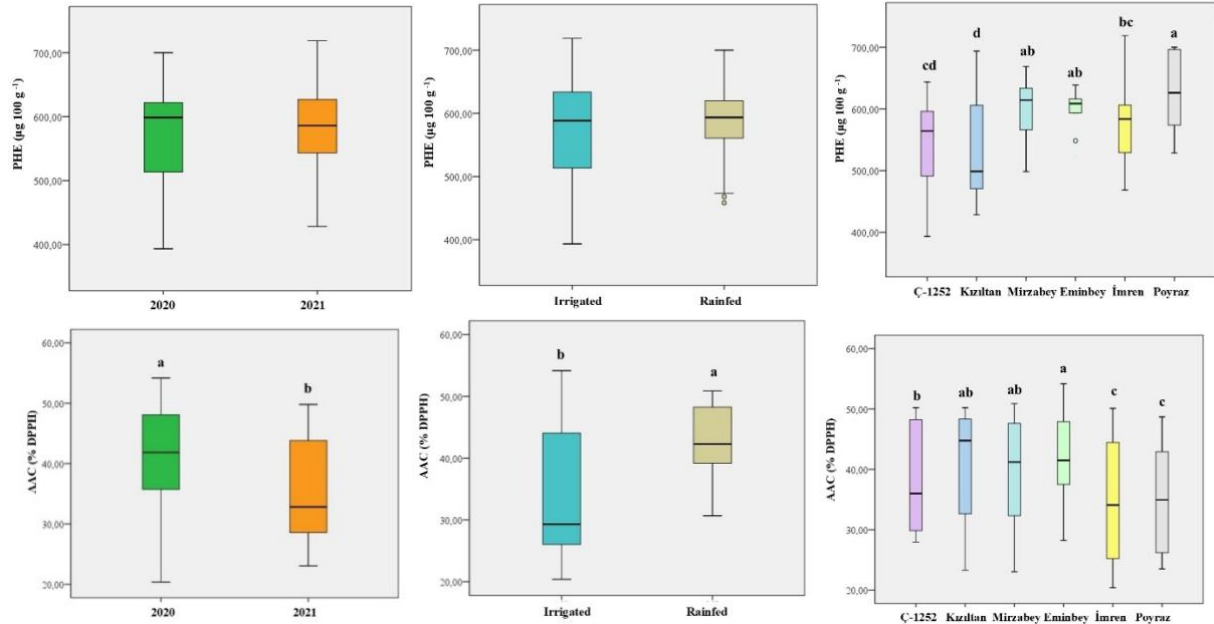 PHE (µg 100 g⁻¹)
700,00
600,00
500,00
400,00
2020 2021
PHE (µg 100 g⁻¹)
700,00
600,00
500,00
400,00
Irrigated Rainfed
PHE (µg 100 g⁻¹)
700,00
600,00
500,00
400,00
cd d ab ab bc a
Ç-1252 Kızıltan Mirzabey Eminbey İmren Poyraz
AAC (% DPPH)
60,00
50,00
40,00
30,00
20,00
a b
2020 2021
AAC (% DPPH)
60,00
50,00
40,00
30,00
20,00
b a
Irrigated Rainfed
AAC (% DPPH)
60,00
50,00
40,00
30,00
20,00
b ab ab a c c
Ç-1252 Kızıltan Mirzabey Eminbey İmren Poyraz